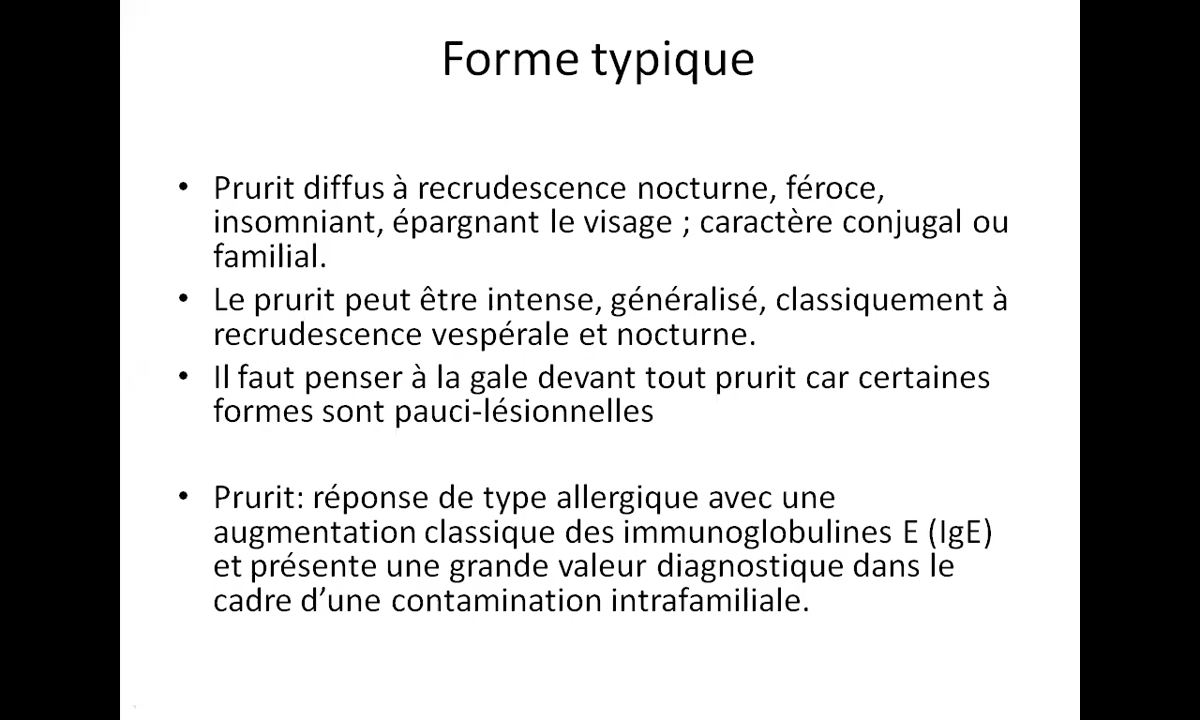 Forme typique
• Prurit diffus à recrudescence nocturne, féroce,
insomniant, épargnant le visage ; caractère conjugal ou
familial.
• Le prurit peut être intense, généralisé, classiquement à
recrudescence vespérale et nocturne.
• Il faut penser à la gale devant tout prurit car certaines
formes sont pauci-lésionnelles
• Prurit: réponse de type allergique avec une
augmentation classique des immunoglobulines E (IgE)
et présente une grande valeur diagnostique dans le
cadre d’une contamination intrafamiliale.